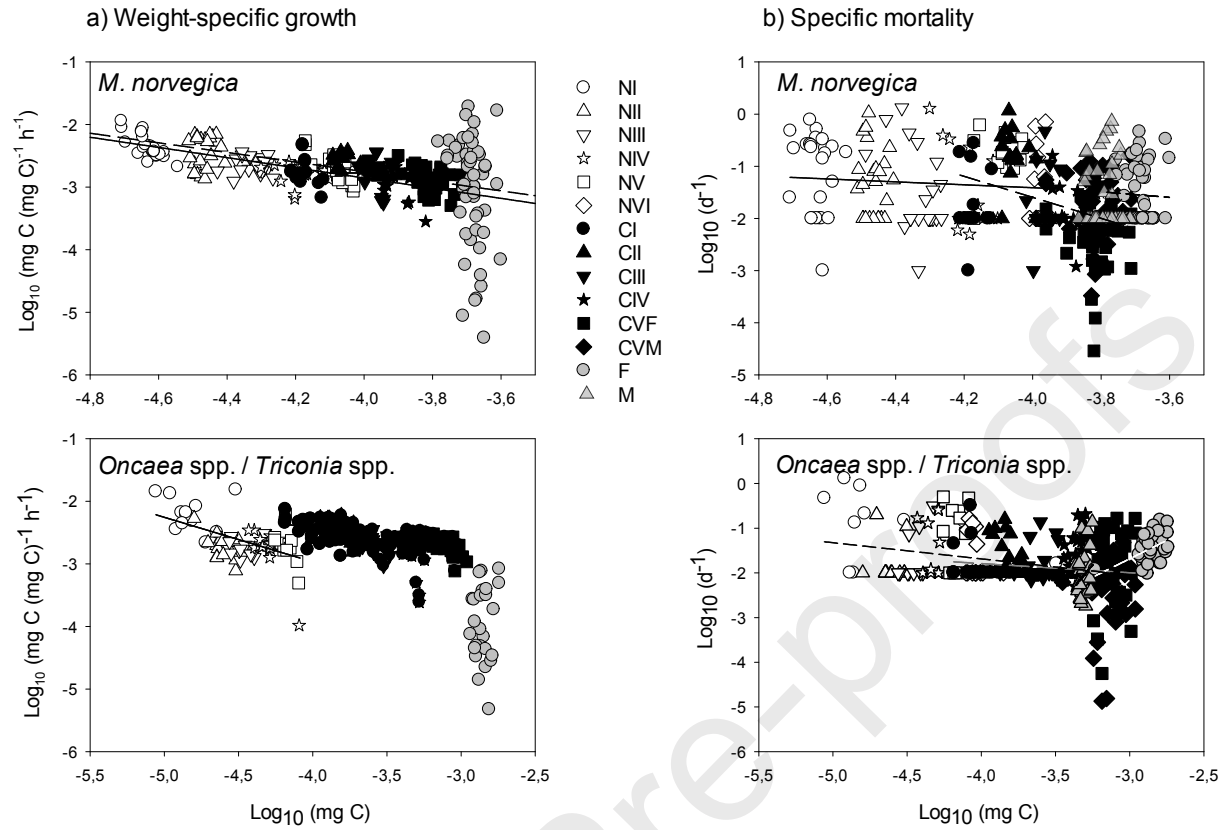 a) Weight-specific growth
b) Specific mortality
M. norvegica
Log10 (mg C (mg C)–1 h–1)
-1
-2
-3
-4
-5
-6
-4,8 -4,6 -4,4 -4,2 -4,0 -3,8 -3,6
NI
NII
NIII
NIV
NV
NVI
CI
CII
CIII
CIV
CVF
CVM
F
M
M. norvegica
Log10 (d-1)
1
0
-1
-2
-3
-4
-5
-4,8 -4,6 -4,4 -4,2 -4,0 -3,8 -3,6
Oncaea spp. / Triconia spp.
Log10 (mg C (mg C)–1 h–1)
-1
-2
-3
-4
-5
-6
-5,5 -5,0 -4,5 -4,0 -3,5 -3,0 -2,5
Log10 (mg C)
Oncaea spp. / Triconia spp.
Log10 (d-1)
1
0
-1
-2
-3
-4
-5
-6
-5,5 -5,0 -4,5 -4,0 -3,5 -3,0 -2,5
Log10 (mg C)
re-proofs